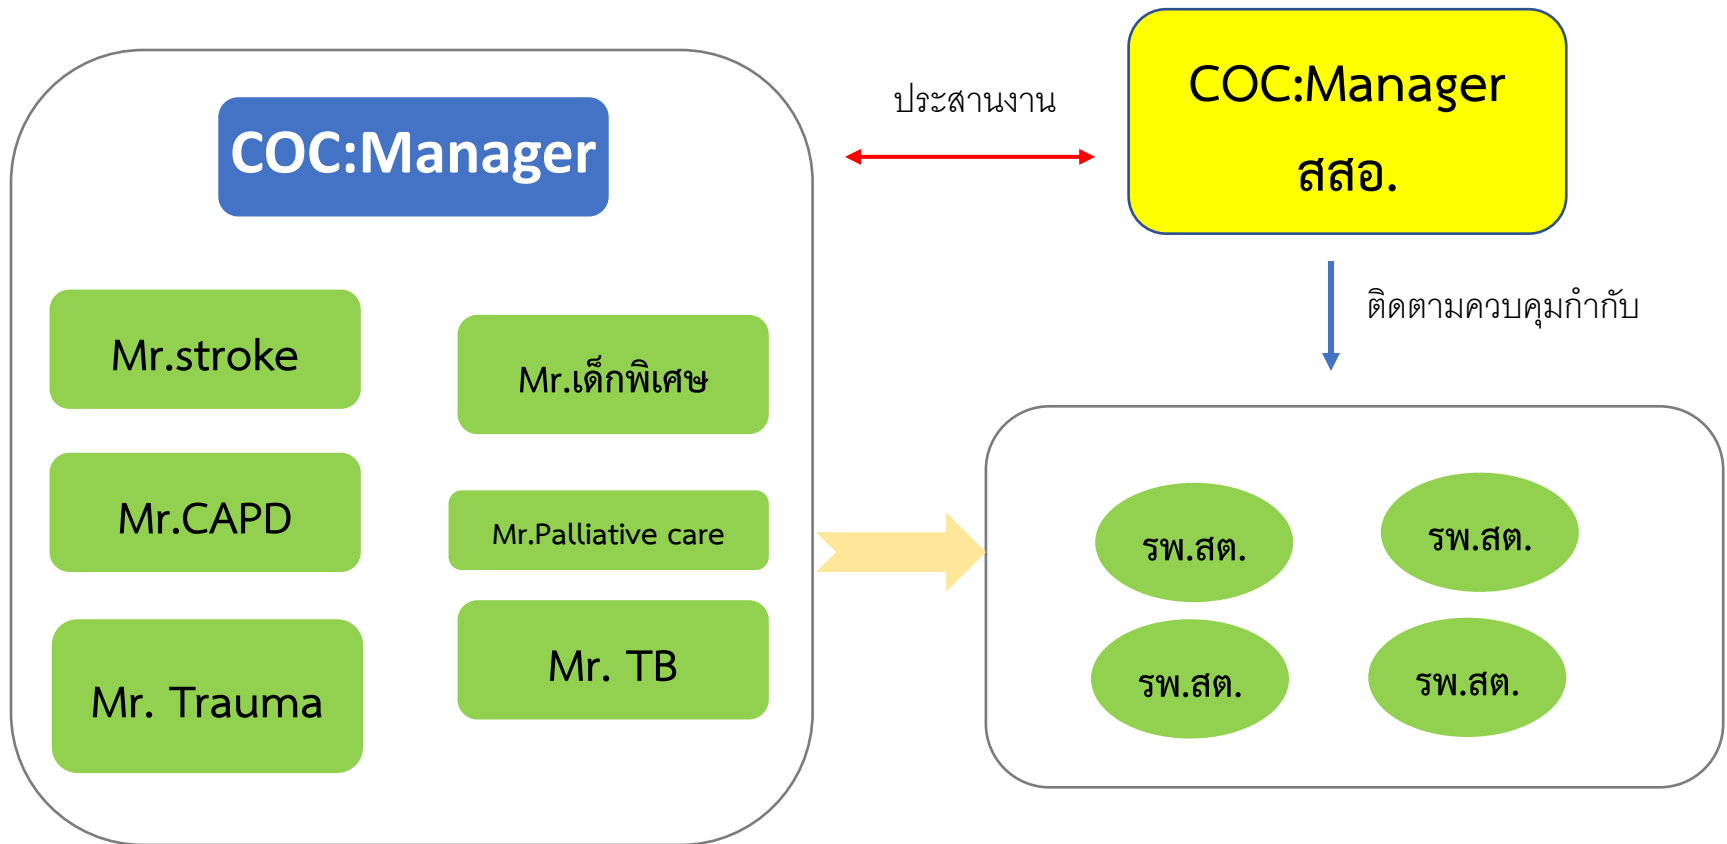 COC:Manager
ประสานงาน
COC:Manager
สสอ.
ติดตามควบคุมกำกับ
Mr.stroke
Mr.เด็กพิเศษ
Mr.CAPD
Mr.Palliative care
Mr. Trauma
Mr. TB
รพ.สต.
รพ.สต.
รพ.สต.
รพ.สต.